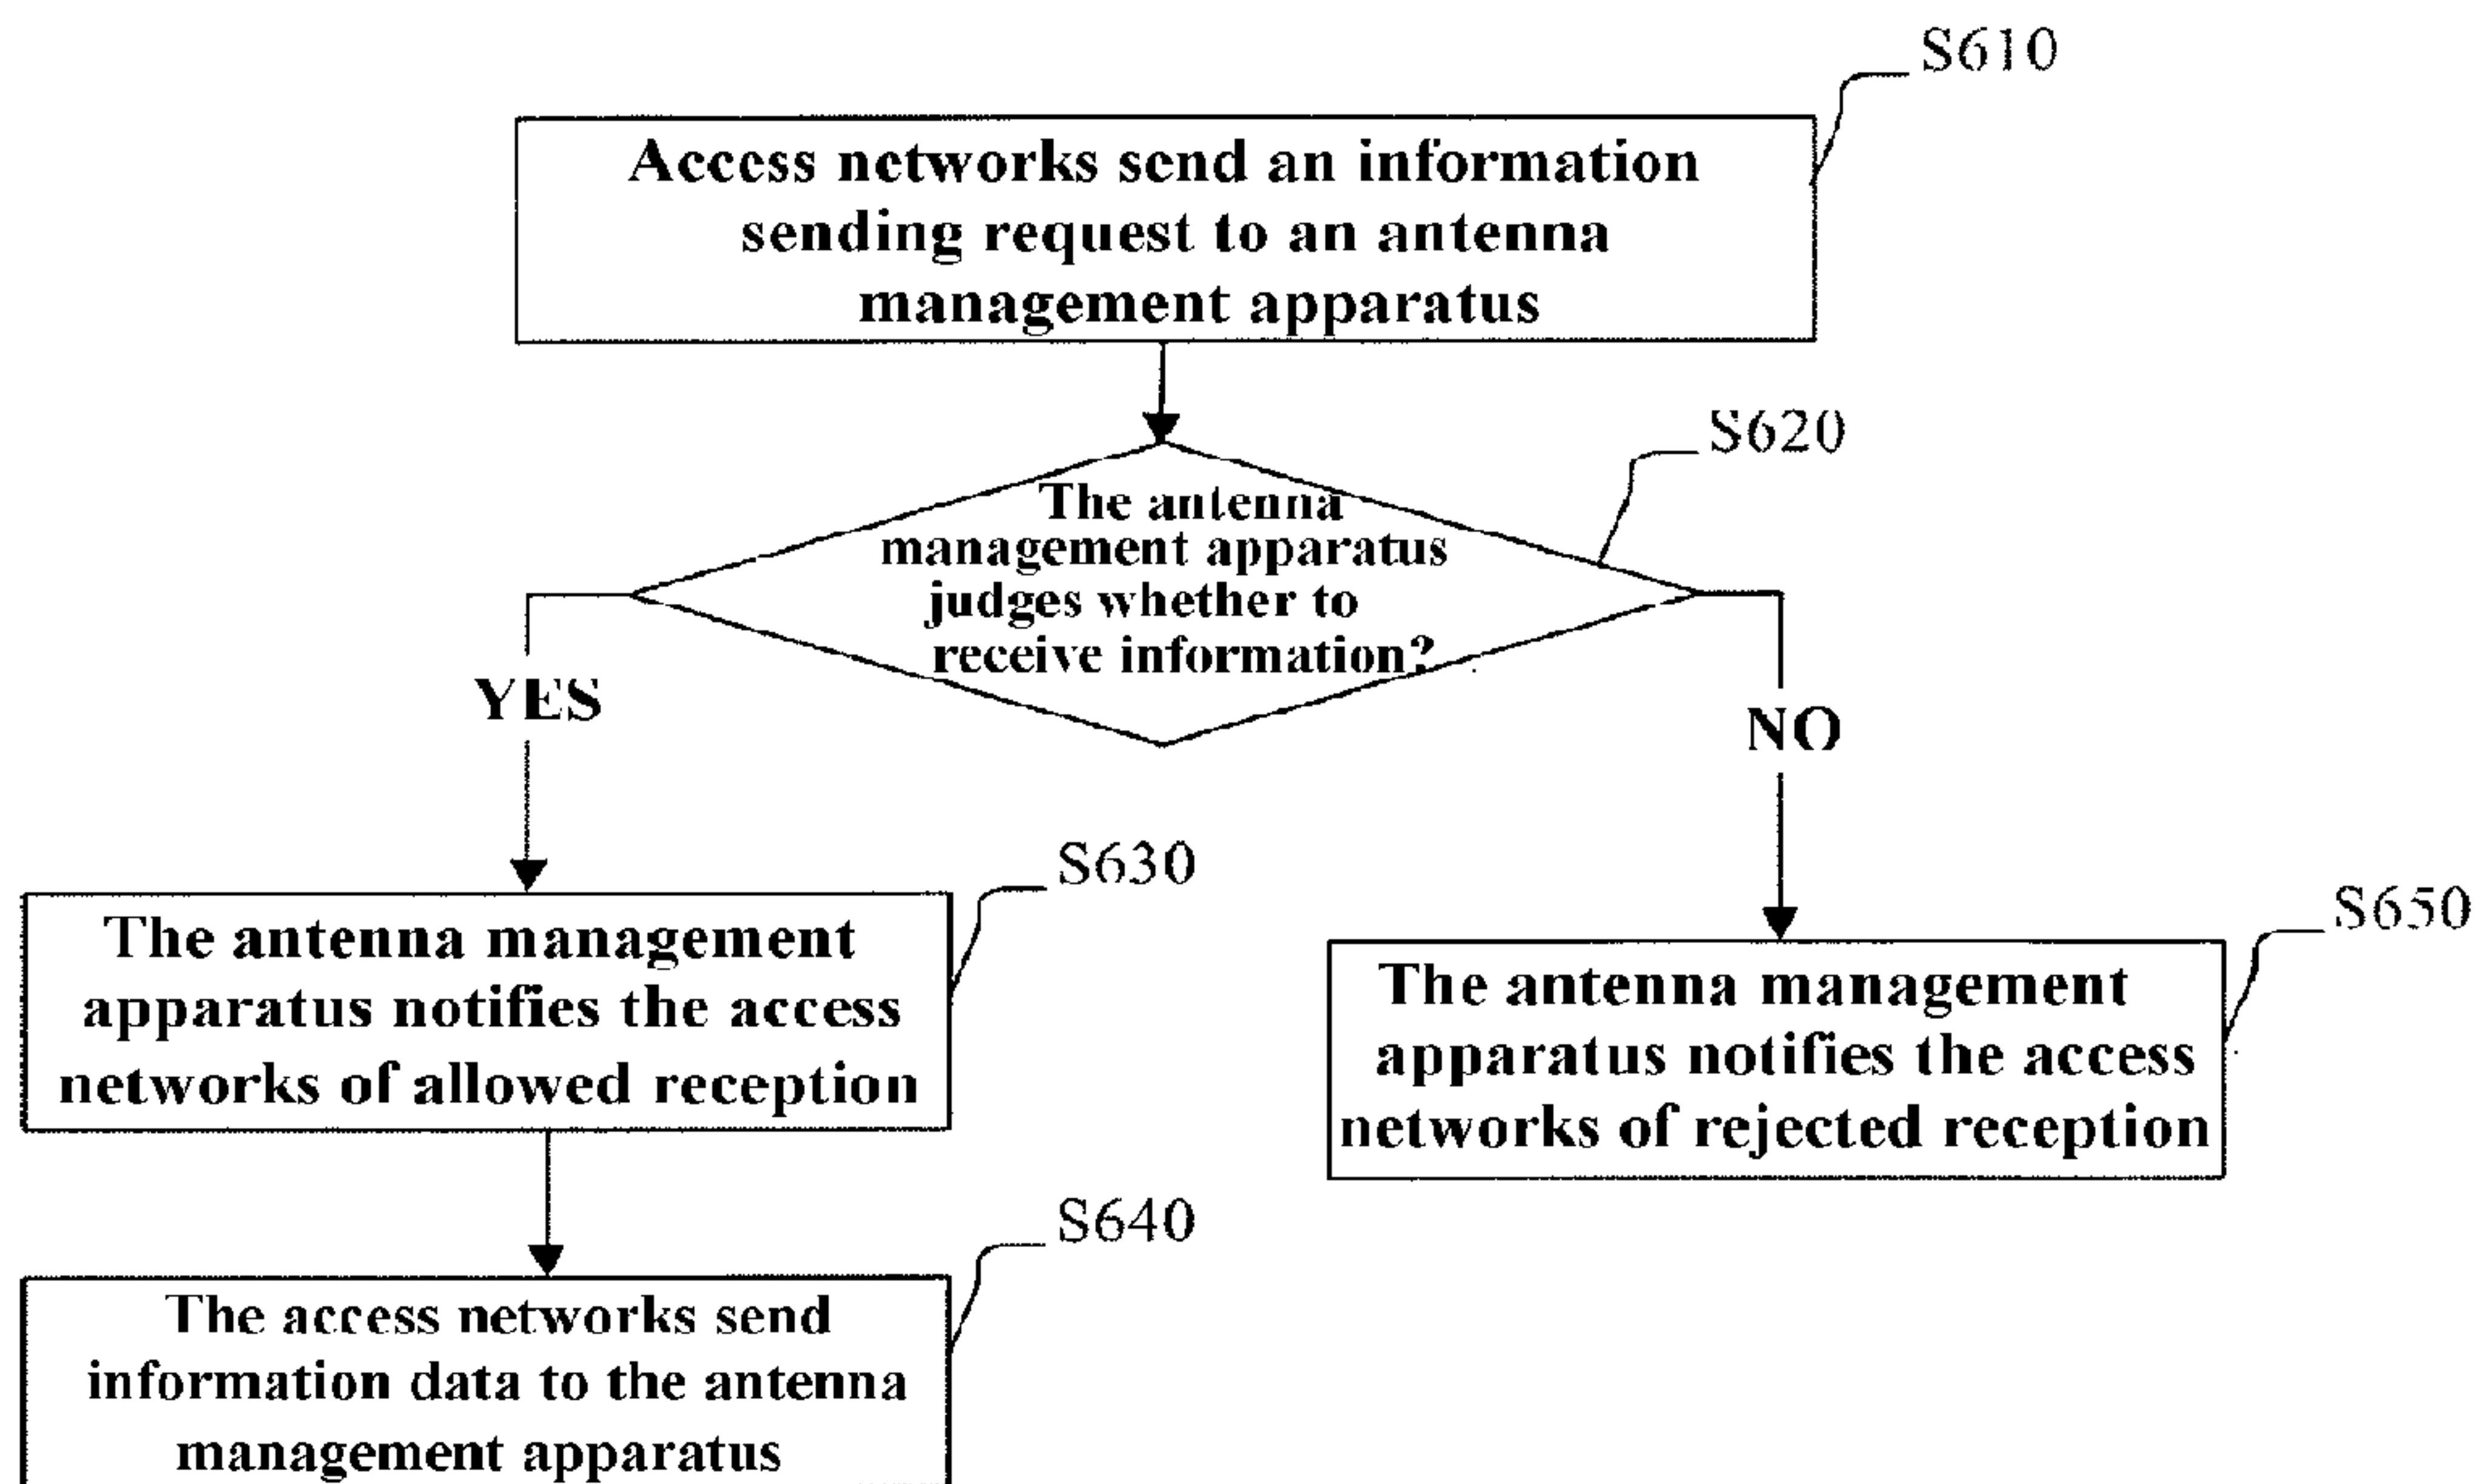 S610
Access networks send an information
sending request to an antenna
management apparatus
S620
The antenna
management apparatus
judges whether to
receive information?
YES
NO
S630
The antenna management
apparatus notifies the access
networks of allowed reception
S650
The antenna management
apparatus notifies the access
networks of rejected reception
S640
The access networks send
information data to the antenna
management apparatus